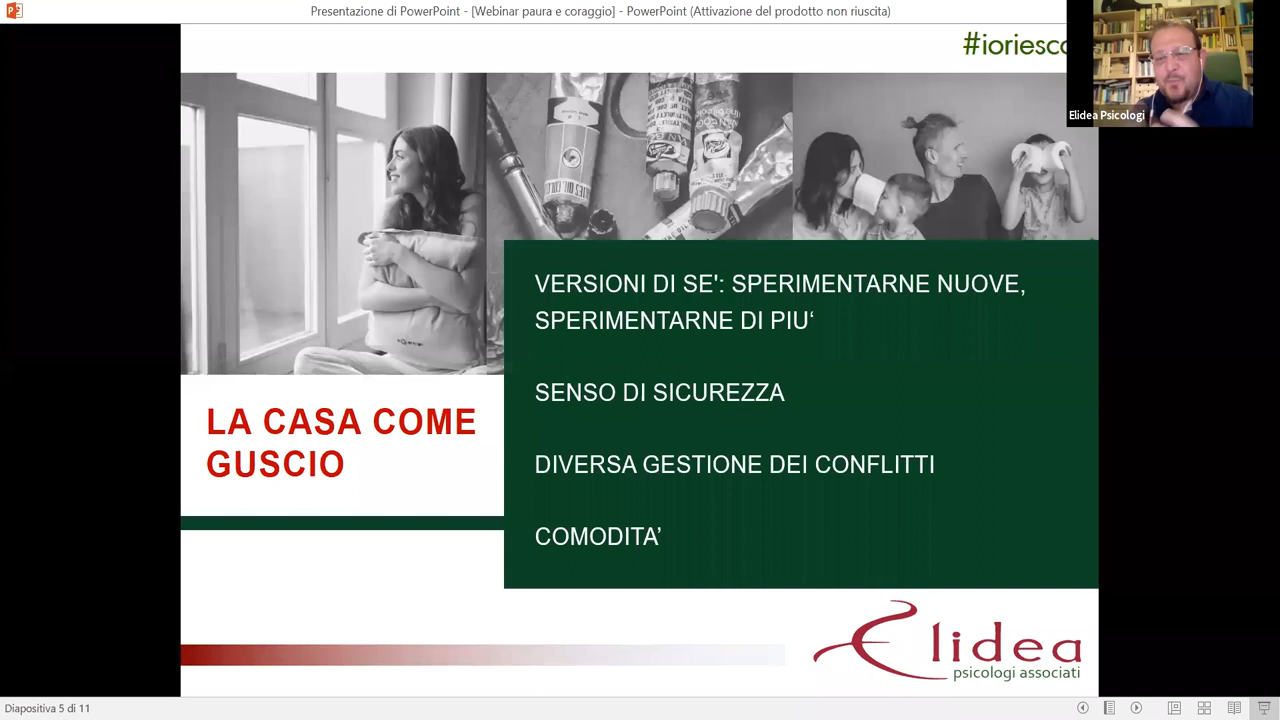 Presentazione di PowerPoint - [Webinar paura e coraggio] - PowerPoint (Attivazione del prodotto non riuscita)
#ioriesco
Elidea Psicologi
VERSIONI DI SE': SPERIMENTARNE NUOVE,
SPERIMENTARNE DI PIU‘
SENSO DI SICUREZZA
DIVERSA GESTIONE DEI CONFLITTI
COMODITA’
LA CASA COME
GUSCIO
Elidea
psicologi associati
Diapositiva 5 di 11